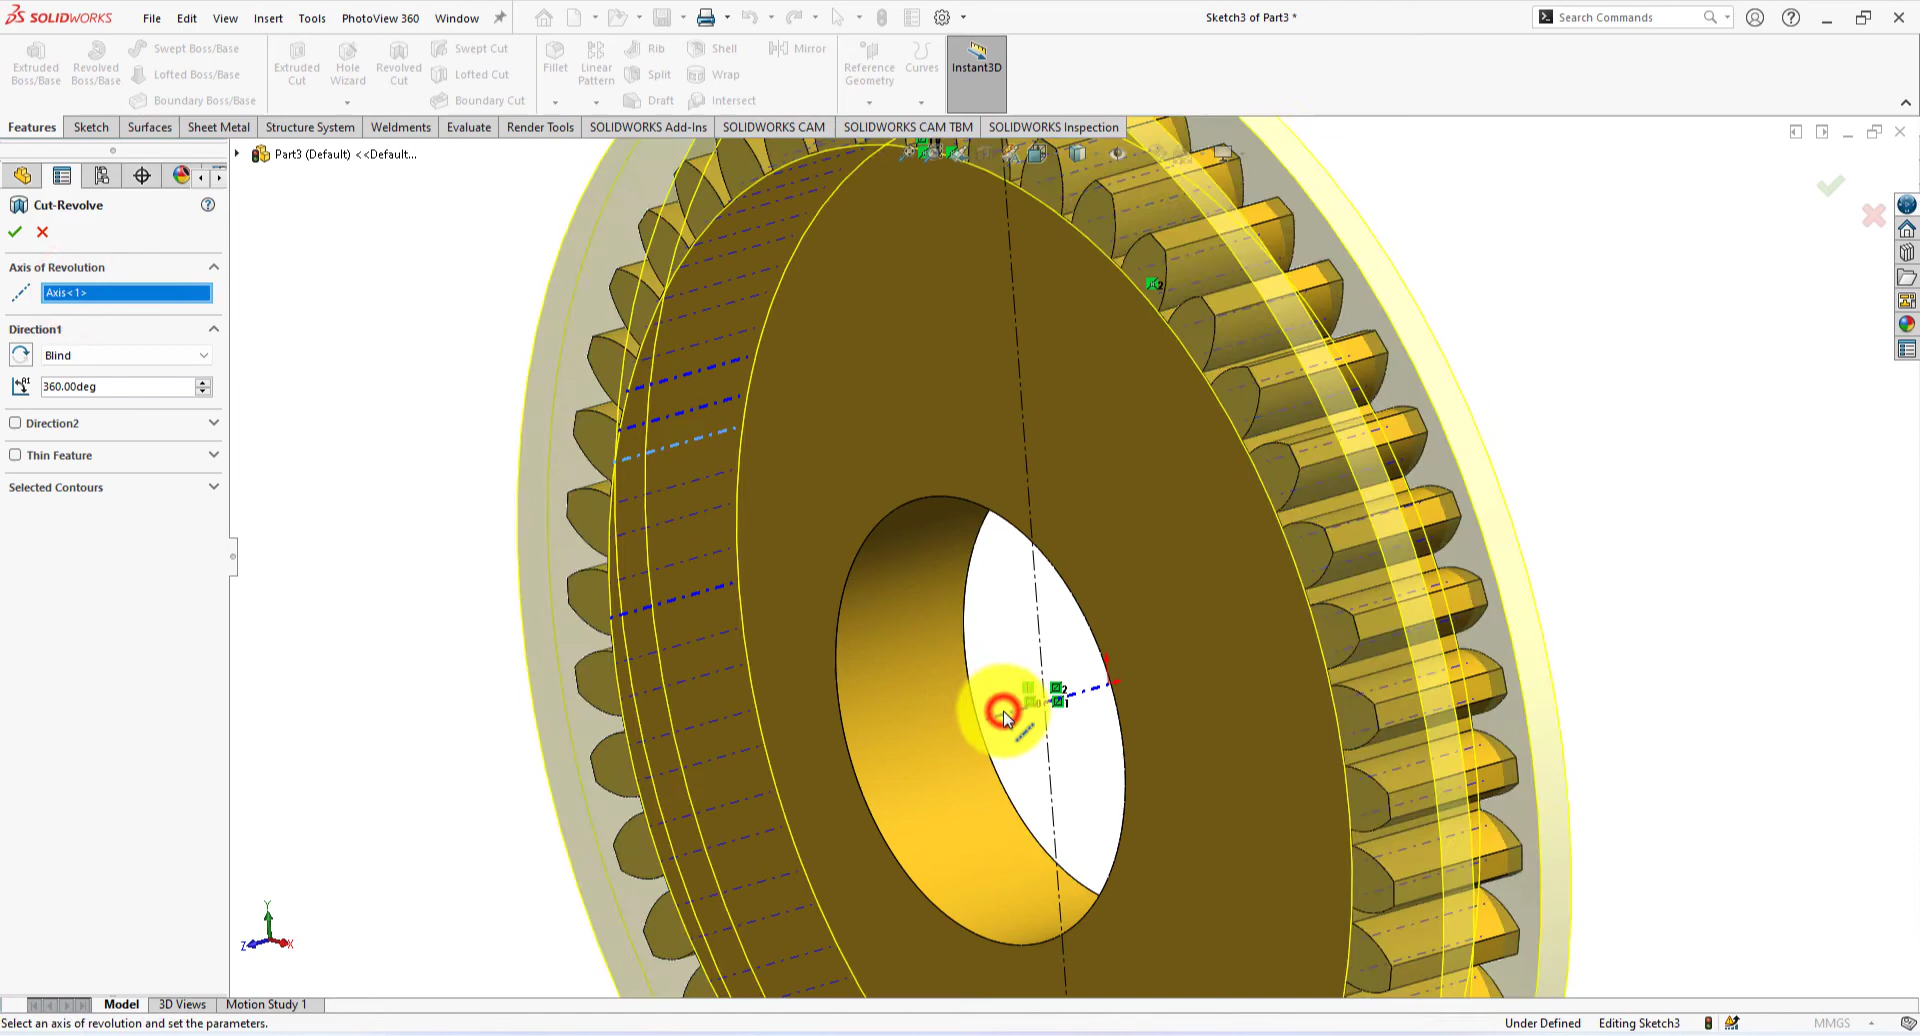 SOLIDWORKS File Edit View Insert Tools PhotoView 360 Window Sketch3 of Part3 * Search Commands
Extruded Boss/Base Revolved Boss/Base Swept Boss/Base Lofted Boss/Base Boundary Boss/Base
Extruded Cut Hole Wizard Revolved Cut Swept Cut Lofted Cut Boundary Cut
Fillet Linear Pattern Rib Split Draft Shell Wrap Intersect Mirror
Reference Geometry Curves Instant3D
Features Sketch Surfaces Sheet Metal Structure System Weldments Evaluate Render Tools SOLIDWORKS Add-Ins SOLIDWORKS CAM SOLIDWORKS CAM TBM SOLIDWORKS Inspection
Part3 (Default) <<Default...
Cut-Revolve
Axis of Revolution
Axis<1>
Direction1
Blind
360.00deg
Direction2
Thin Feature
Selected Contours
2
2
1
Y
Z X
Model 3D Views Motion Study 1
Select an axis of revolution and set the parameters. Under Defined Editing Sketch3 MMGS